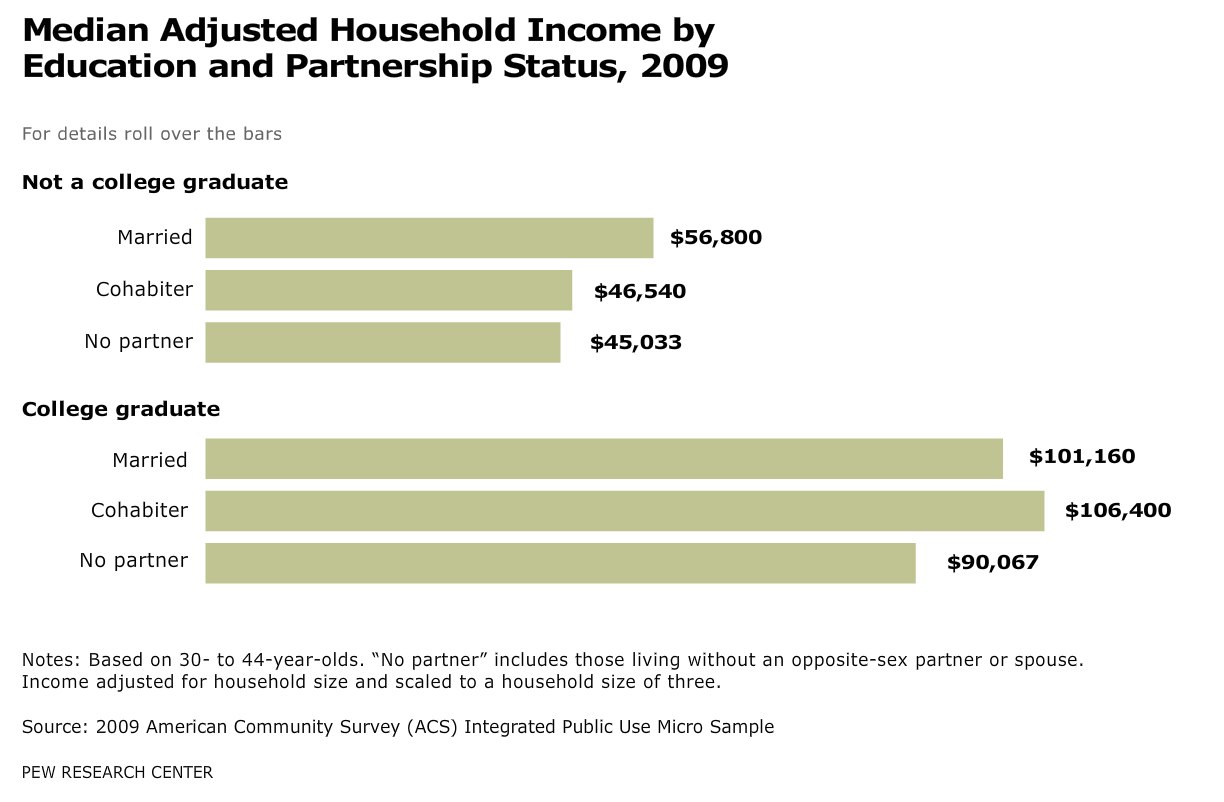 Median Adjusted Household Income by
Education and Partnership Status, 2009
For details roll over the bars
Not a college graduate
Married $56,800
Cohabiter $46,540
No partner $45,033
College graduate
Married $101,160
Cohabiter $106,400
No partner $90,067
Notes: Based on 30- to 44-year-olds. “No partner” includes those living without an opposite-sex partner or spouse.
Income adjusted for household size and scaled to a household size of three.
Source: 2009 American Community Survey (ACS) Integrated Public Use Micro Sample
PEW RESEARCH CENTER